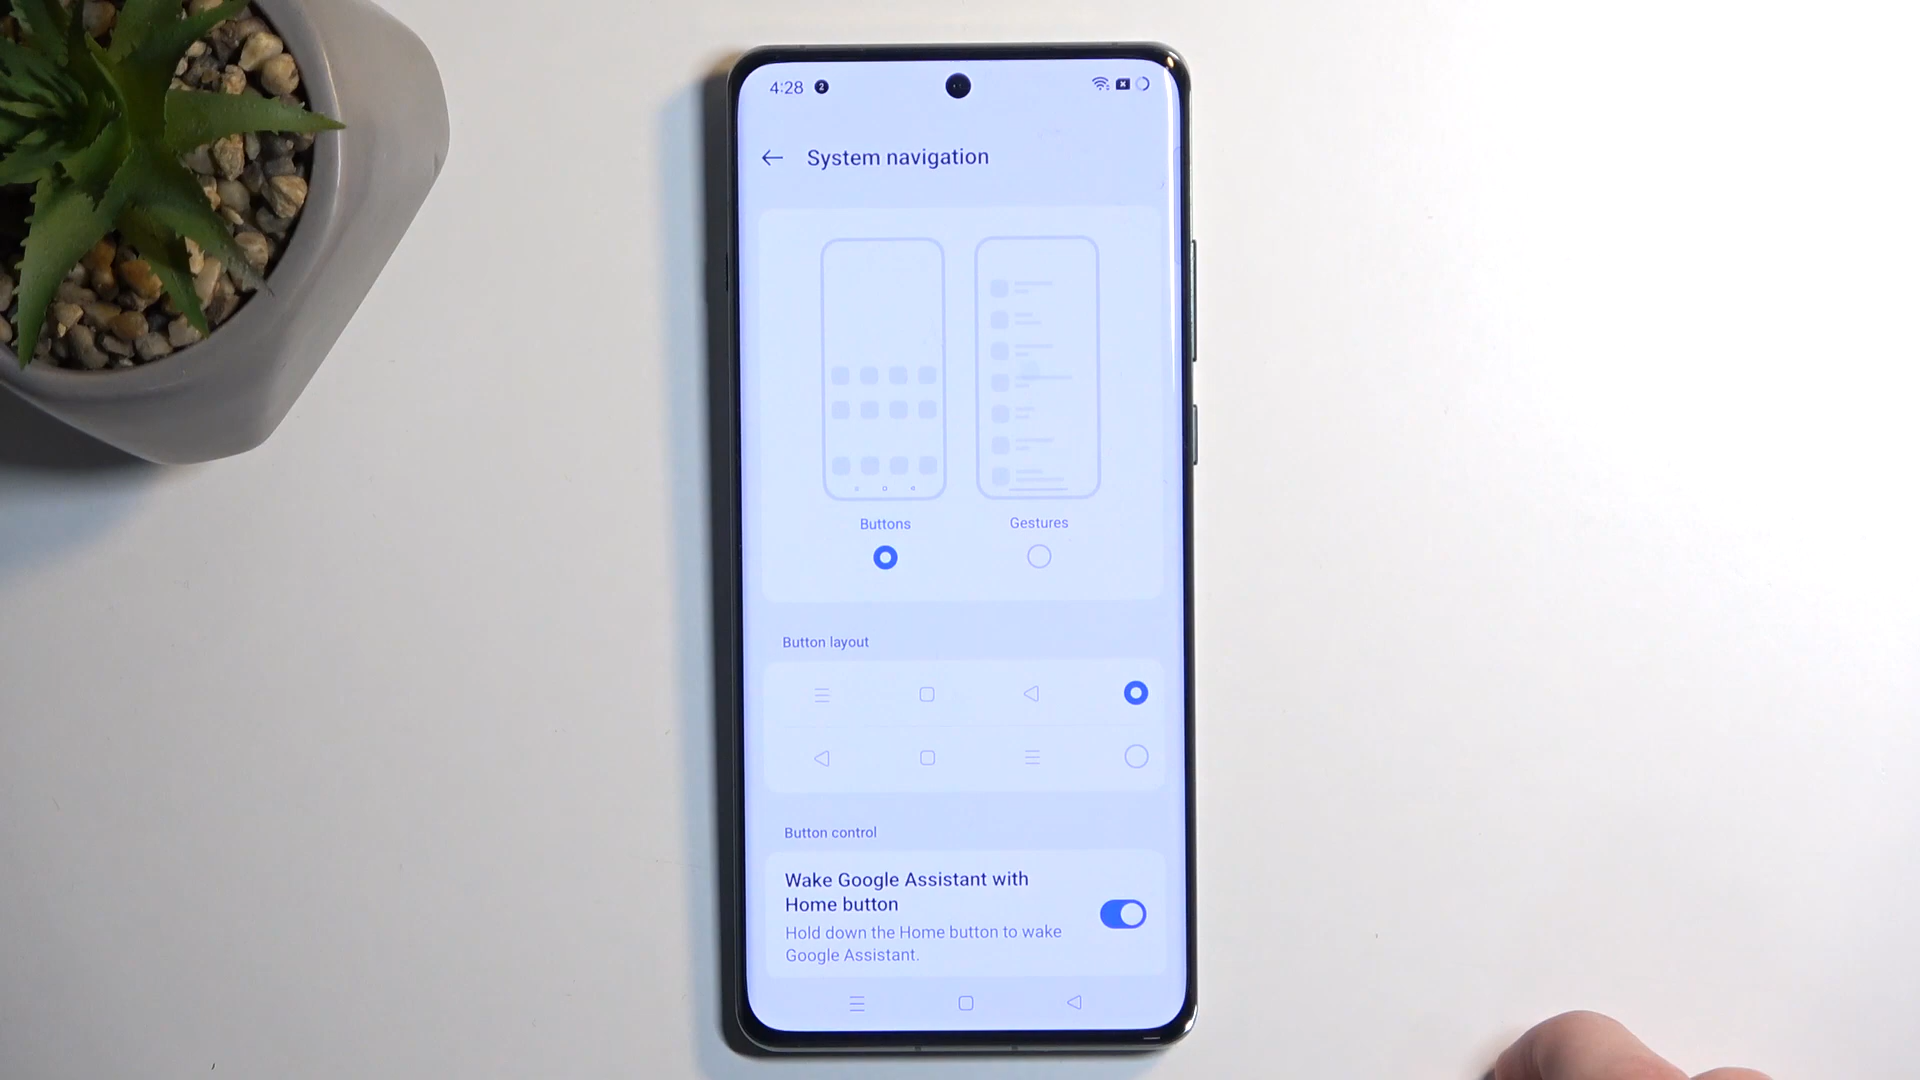 4:28 2
System navigation
Buttons
Gestures
Button layout
Button control
Wake Google Assistant with
Home button
Hold down the Home button to wake
Google Assistant.